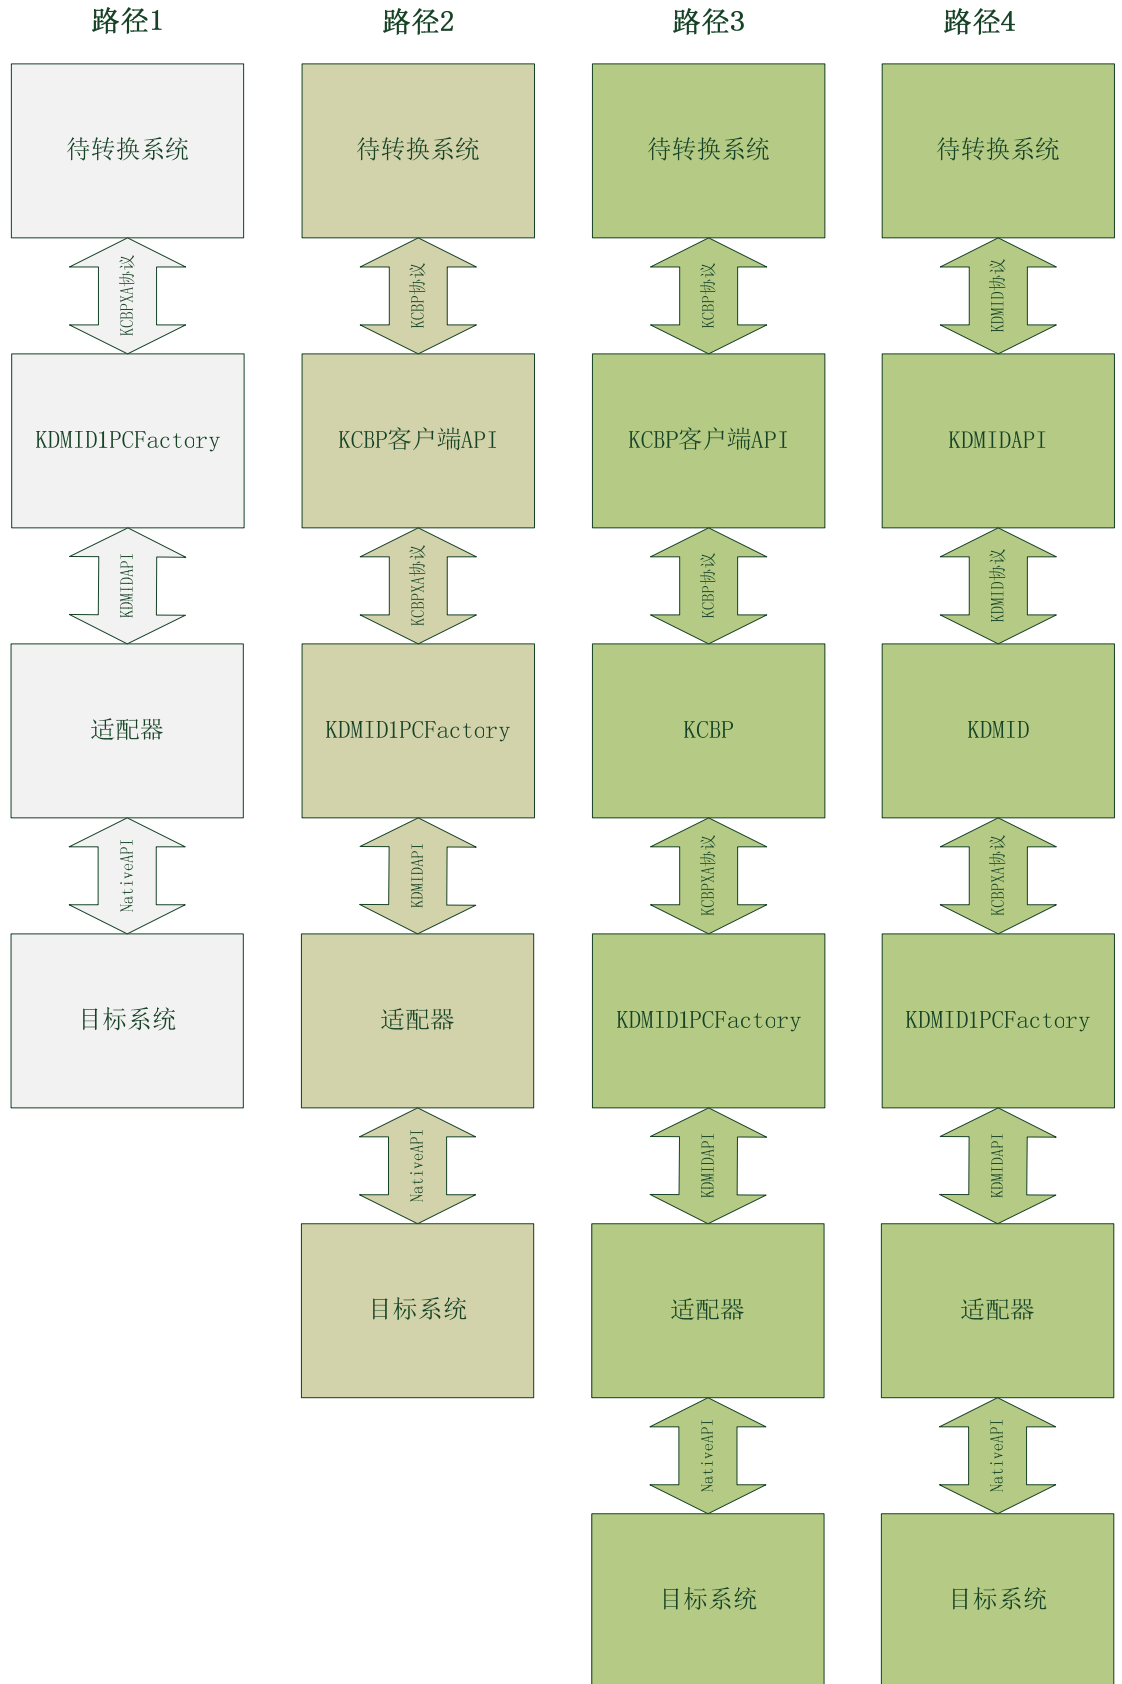 路径1
待转换系统
KCBPXA协议
KDMID1PCFactory
KDMIDAPI
适配器
NativeAPI
目标系统
路径2
待转换系统
KCBP协议
KCBP客户端API
KCBPXA协议
KDMID1PCFactory
KDMIDAPI
适配器
NativeAPI
目标系统
路径3
待转换系统
KCBP协议
KCBP客户端API
KCBP协议
KCBP
KCBPXA协议
KDMID1PCFactory
KDMIDAPI
适配器
NativeAPI
目标系统
路径4
待转换系统
KDMID协议
KDMIDAPI
KDMID协议
KDMID
KCBPXA协议
KDMID1PCFactory
KDMIDAPI
适配器
NativeAPI
目标系统